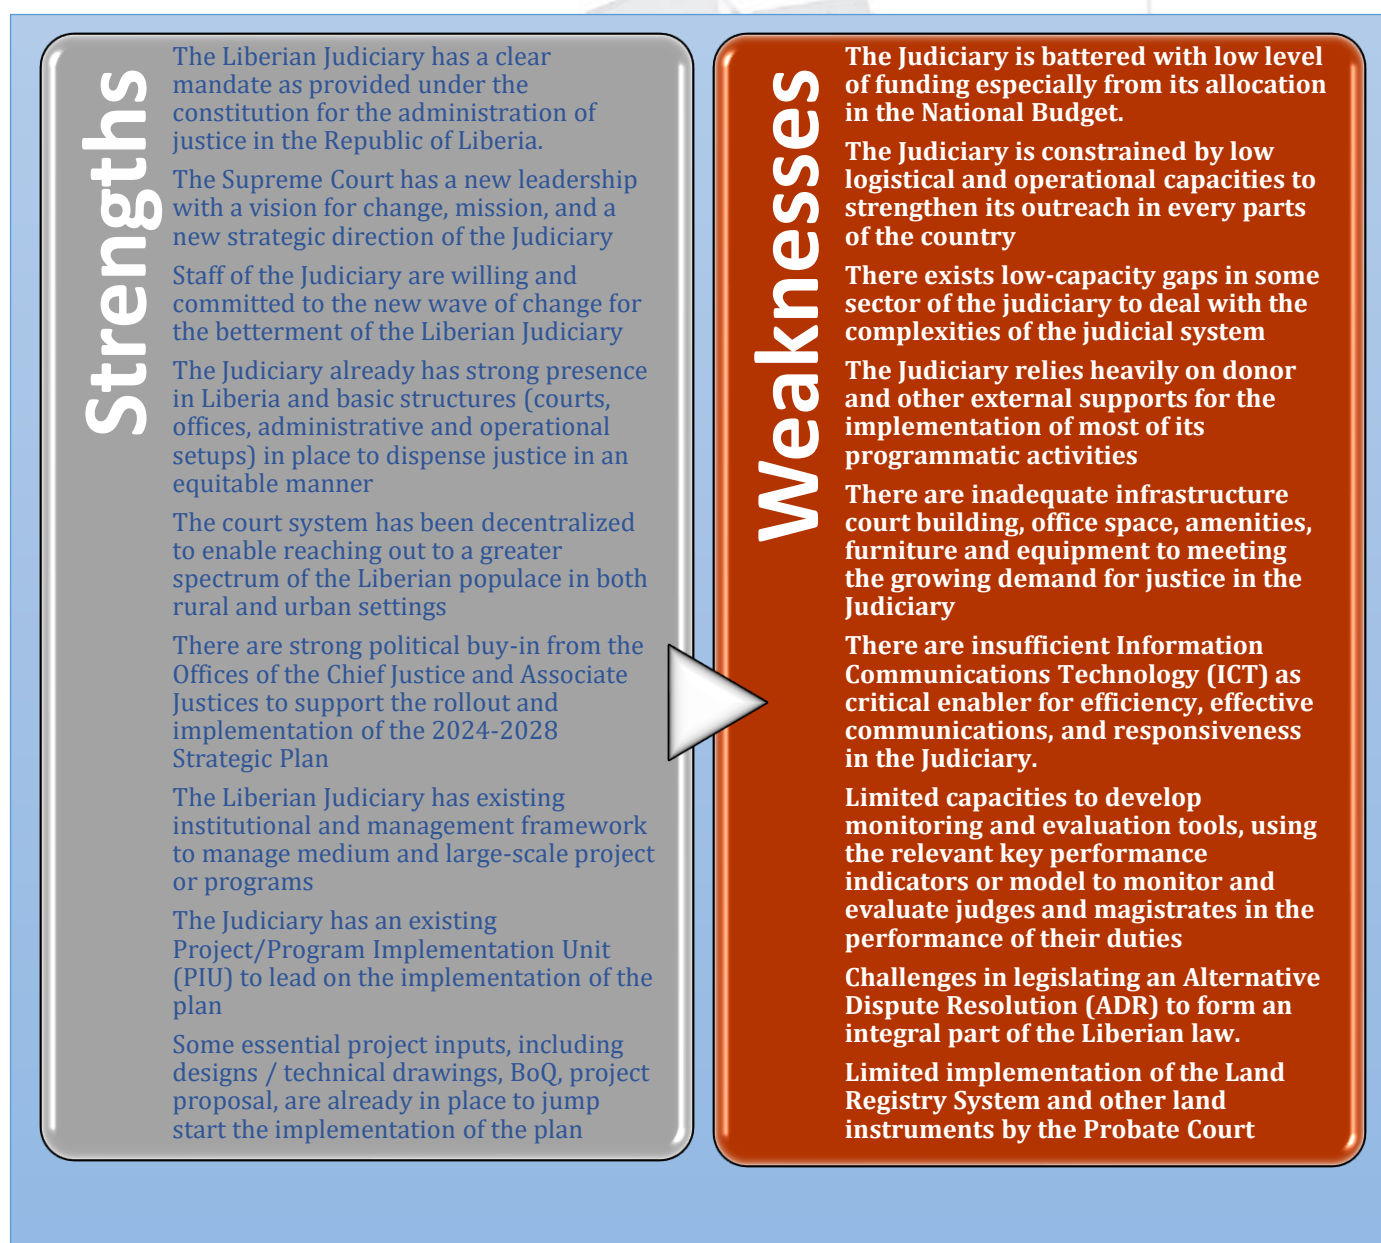 Strengths
The Liberian Judiciary has a clear
mandate as provided under the
constitution for the administration of
justice in the Republic of Liberia.
The Supreme Court has a new leadership
with a vision for change, mission, and a
new strategic direction of the Judiciary
Staff of the Judiciary are willing and
committed to the new wave of change for
the betterment of the Liberian Judiciary
The Judiciary already has strong presence
in Liberia and basic structures (courts,
offices, administrative and operational
setups) in place to dispense justice in an
equitable manner
The court system has been decentralized
to enable reaching out to a greater
spectrum of the Liberian populace in both
rural and urban settings
There are strong political buy-in from the
Offices of the Chief Justice and Associate
Justices to support the rollout and
implementation of the 2024-2028
Strategic Plan
The Liberian Judiciary has existing
institutional and management framework
to manage medium and large-scale project
or programs
The Judiciary has an existing
Project/Program Implementation Unit
(PIU) to lead on the implementation of the
plan
Some essential project inputs, including
designs / technical drawings, BoQ, project
proposal, are already in place to jump
start the implementation of the plan
Weaknesses
The Judiciary is battered with low level
of funding especially from its allocation
in the National Budget.
The Judiciary is constrained by low
logistical and operational capacities to
strengthen its outreach in every parts
of the country
There exists low-capacity gaps in some
sector of the judiciary to deal with the
complexities of the judicial system
The Judiciary relies heavily on donor
and other external supports for the
implementation of most of its
programmatic activities
There are inadequate infrastructure
court building, office space, amenities,
furniture and equipment to meeting
the growing demand for justice in the
Judiciary
There are insufficient Information
Communications Technology (ICT) as
critical enabler for efficiency, effective
communications, and responsiveness
in the Judiciary.
Limited capacities to develop
monitoring and evaluation tools, using
the relevant key performance
indicators or model to monitor and
evaluate judges and magistrates in the
performance of their duties
Challenges in legislating an Alternative
Dispute Resolution (ADR) to form an
integral part of the Liberian law.
Limited implementation of the Land
Registry System and other land
instruments by the Probate Court